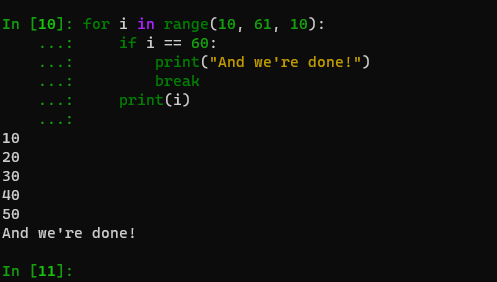 In [10]: for i in range(10, 61, 10):
    ...:     if i == 60:
    ...:         print("And we're done!")
    ...:         break
    ...:     print(i)
    ...:
10
20
30
40
50
And we're done!
In [11]: